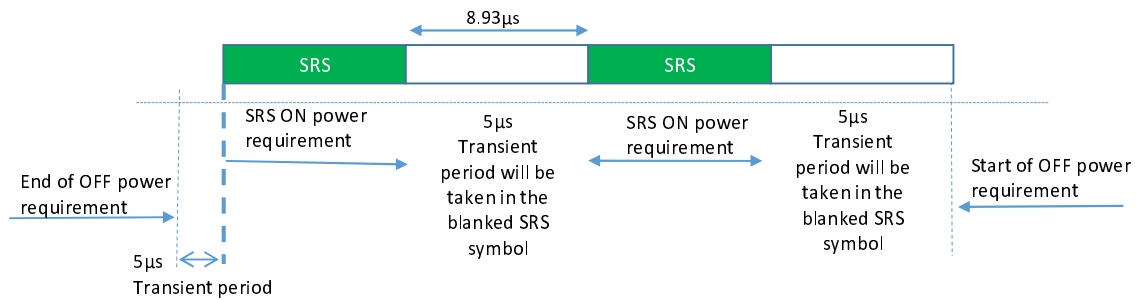 8.93µs
SRS
SRS
SRS ON power
requirement
5µs
Transient
period will be
taken in the
blanked SRS
symbol
SRS ON power
requirement
5µs
Transient
period will be
taken in the
blanked SRS
symbol
End of OFF power
requirement
Start of OFF power
requirement
5µs
Transient period